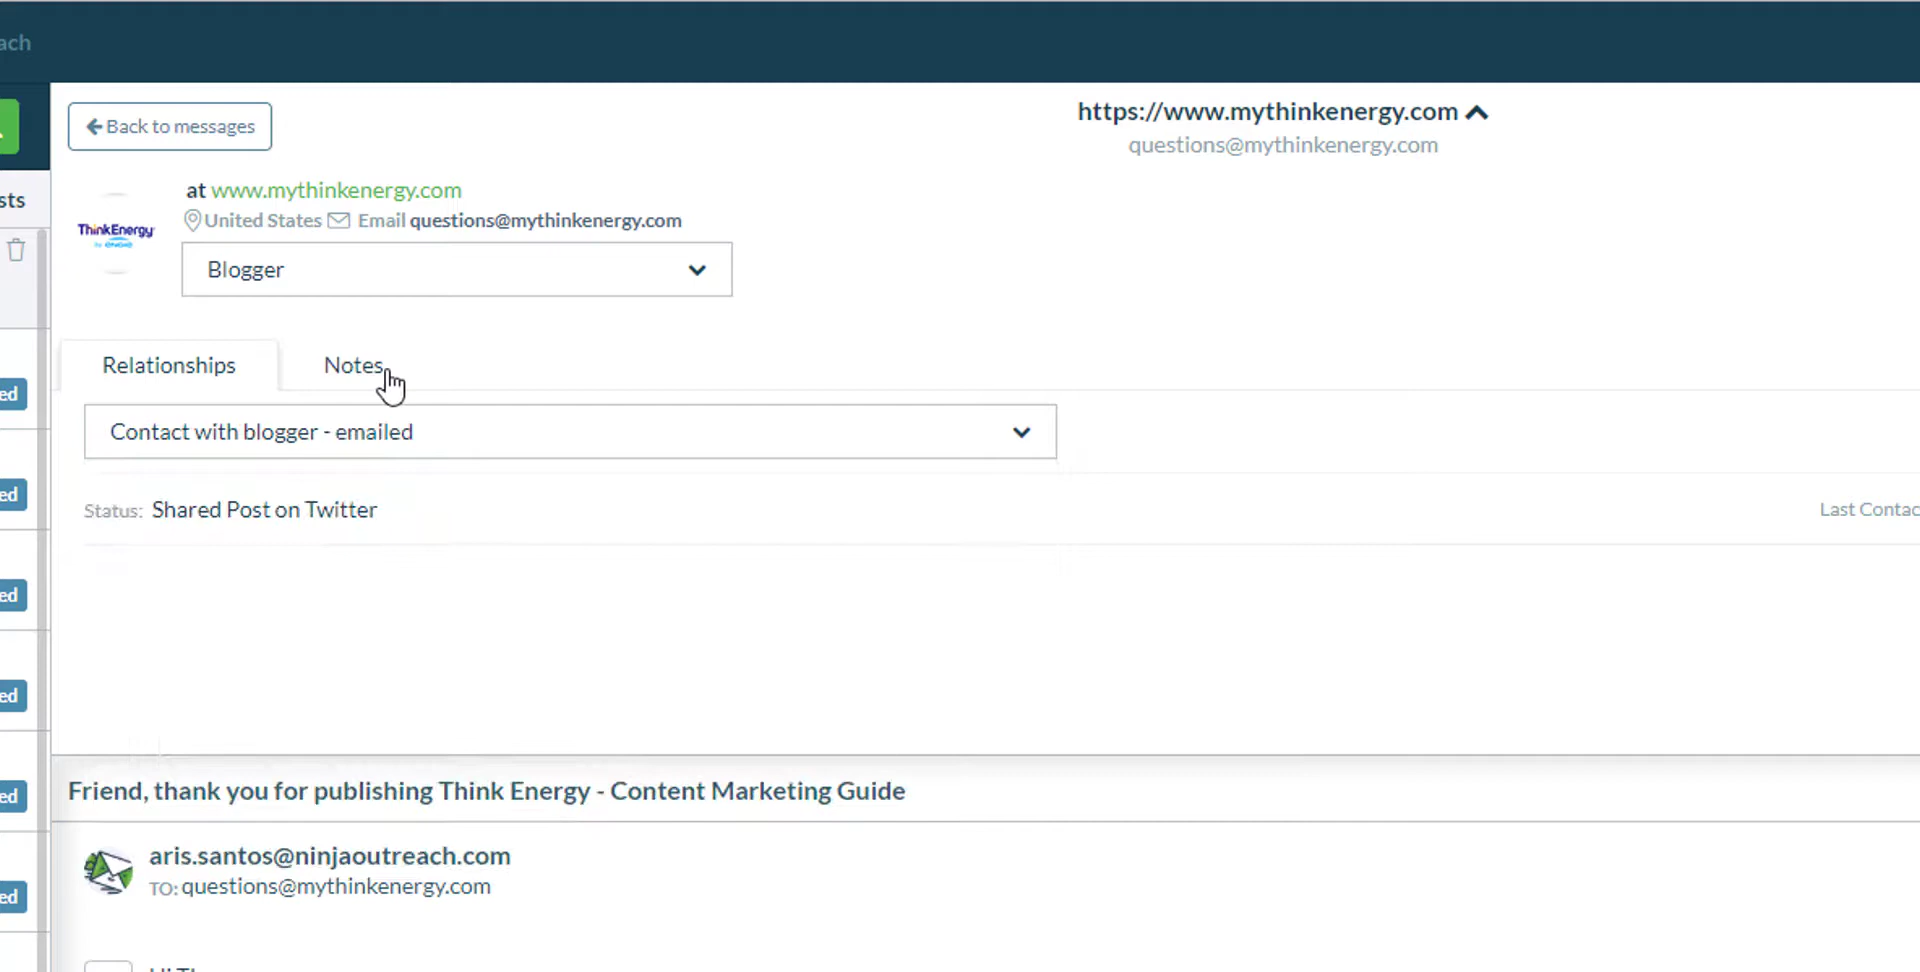 ach
Back to messages
https://www.mythinkenergy.com
questions@mythinkenergy.com
sts
at www.mythinkenergy.com
United States Email questions@mythinkenergy.com
ThinkEnergy
by ENGIE
Blogger
Relationships
Notes
ed
Contact with blogger - emailed
ed
Status: Shared Post on Twitter
Last Contac
ed
ed
Friend, thank you for publishing Think Energy - Content Marketing Guide
ed
aris.santos@ninjaoutreach.com
TO: questions@mythinkenergy.com
ed